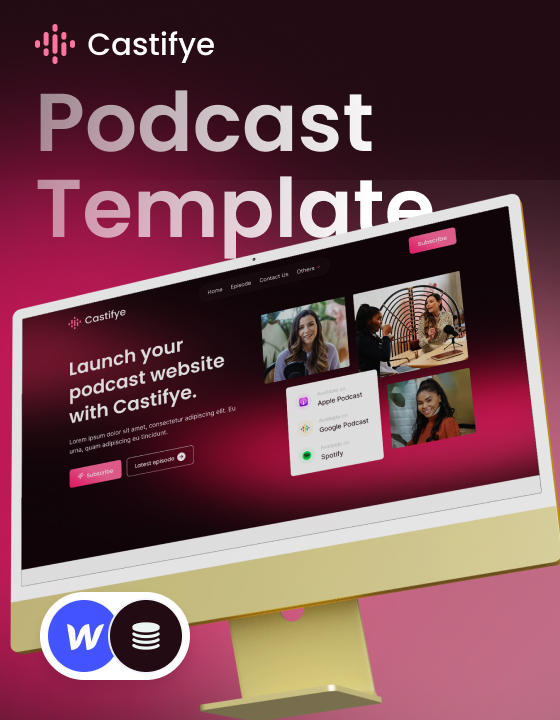 Castifye
Podcast
Template
Subscribe
Home Episode Contact Us Others
Castifye
Launch your
podcast website
with Castifye.
Lorem ipsum dolor sit amet, consectetur adipiscing elit. Eu
urna, quam adipiscing eu tincidunt.
Subscribe
Latest episode
Available on
Apple Podcast
Available on
Google Podcast
Available on
Spotify